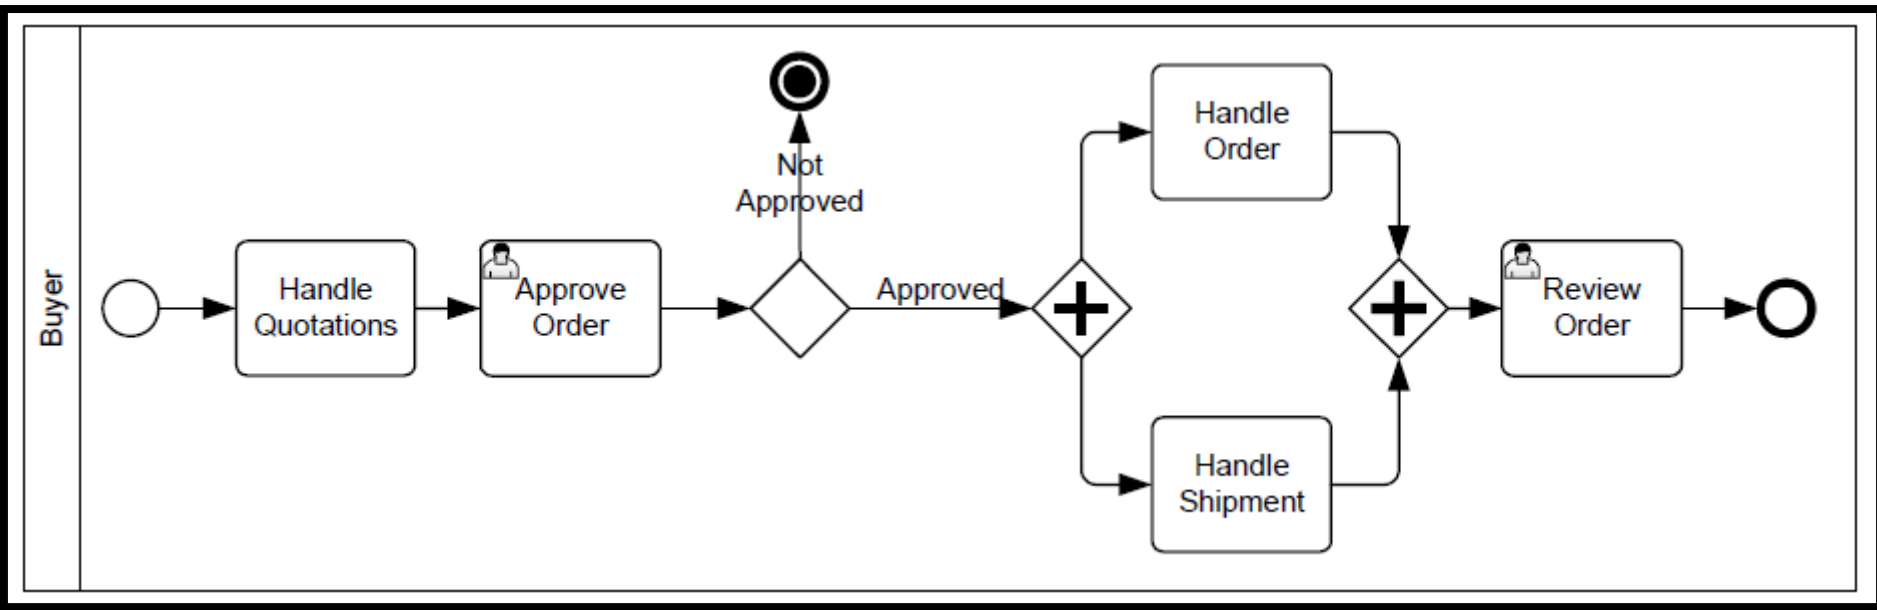 Buyer
Handle
Quotations
Approve
Order
Not
Approved
Approved
Handle
Order
Handle
Shipment
Review
Order